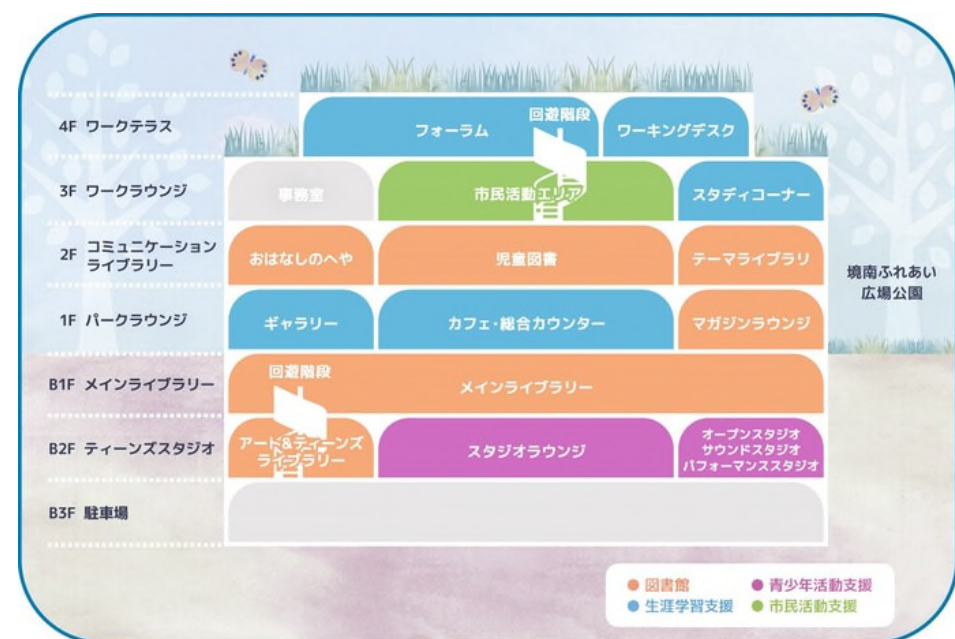 4F ワークテラス
フォーラム
回遊階段
ワーキングデスク
3F ワークラウンジ
事務室
市民活動エリア
スタディコーナー
2F コミュニケーション
ライブラリー
おはなしのへや
児童図書
テーマライブラリ
境南ふれあい
広場公園
1F パークラウンジ
ギャラリー
カフェ・総合カウンター
マガジンラウンジ
B1F メインライブラリー
回遊階段
メインライブラリー
B2F ティーンズスタジオ
アード&ティーンズ
ライブラリー
スタジオラウンジ
オープンスタジオ
サウンドスタジオ
パフォーマンススタジオ
B3F 駐車場
図書館
青少年活動支援
生涯学習支援
市民活動支援